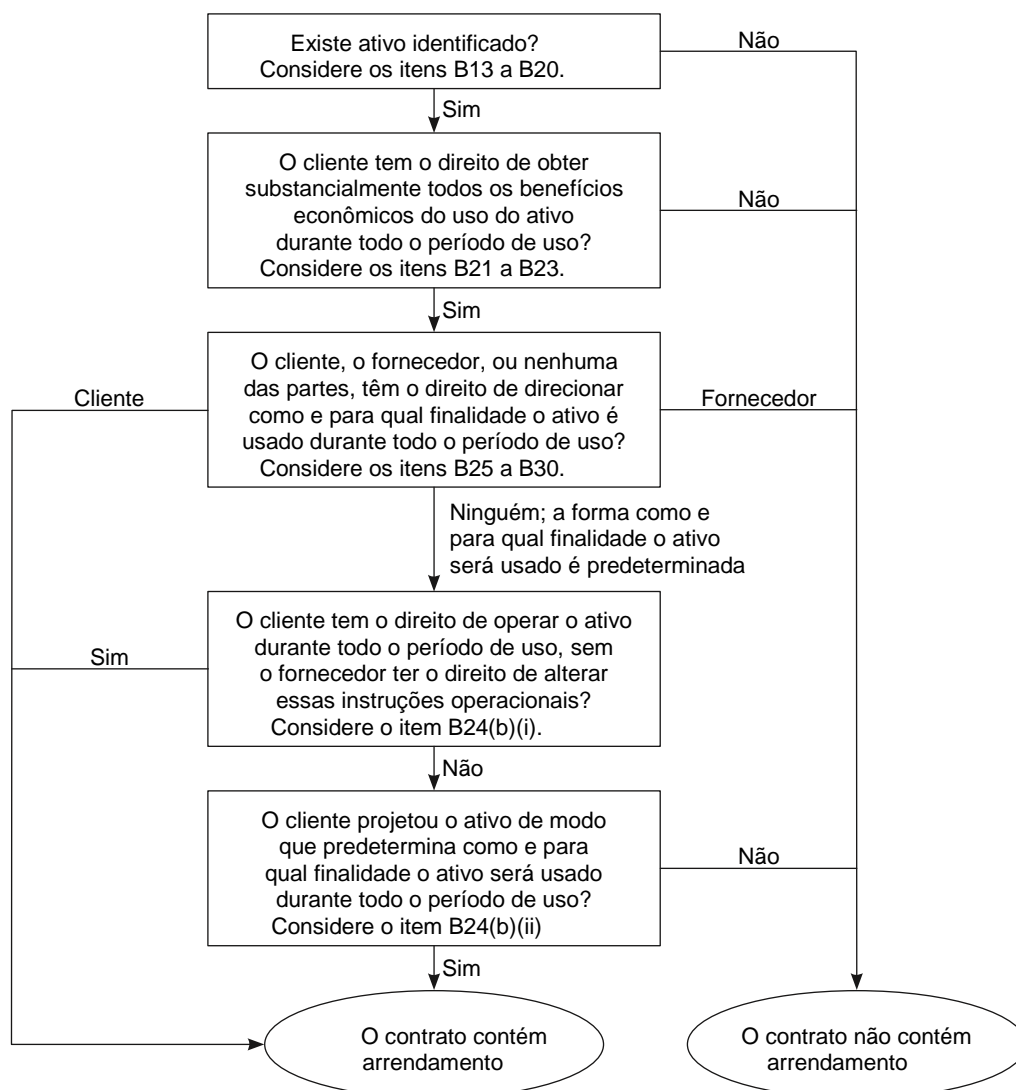 Existe ativo identificado?
Considere os itens B13 a B20.
Não
Sim
O cliente tem o direito de obter
substancialmente todos os benefícios
econômicos do uso do ativo
durante todo o período de uso?
Considere os itens B21 a B23.
Não
Sim
O cliente, o fornecedor, ou nenhuma
das partes, têm o direito de direcionar
como e para qual finalidade o ativo é
usado durante todo o período de uso?
Considere os itens B25 a B30.
Cliente
Fornecedor
Ninguém; a forma como e
para qual finalidade o ativo
será usado é predeterminada
O cliente tem o direito de operar o ativo
durante todo o período de uso, sem
o fornecedor ter o direito de alterar
essas instruções operacionais?
Considere o item B24(b)(i).
Sim
Não
O cliente projetou o ativo de modo
que predetermina como e para
qual finalidade o ativo será usado
durante todo o período de uso?
Considere o item B24(b)(ii)
Não
Sim
O contrato contém
arrendamento
O contrato não contém
arrendamento